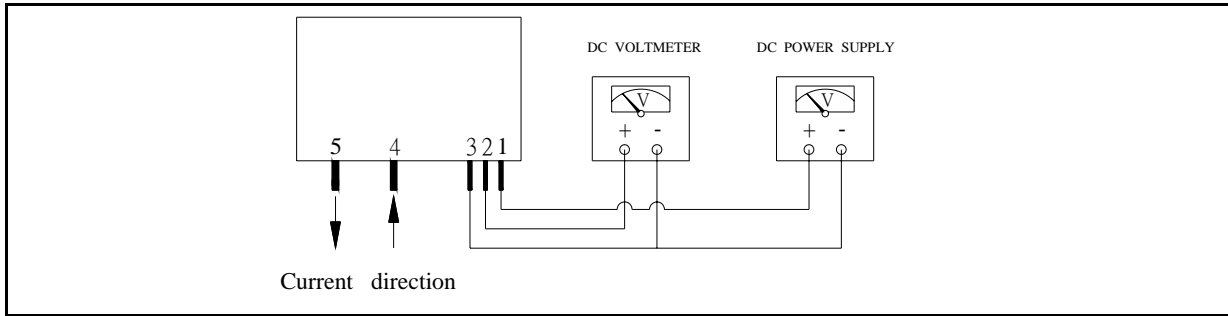 DC VOLTMETER DC POWER SUPPLY
V V
+ - + -
5 4 3 2 1
Current direction